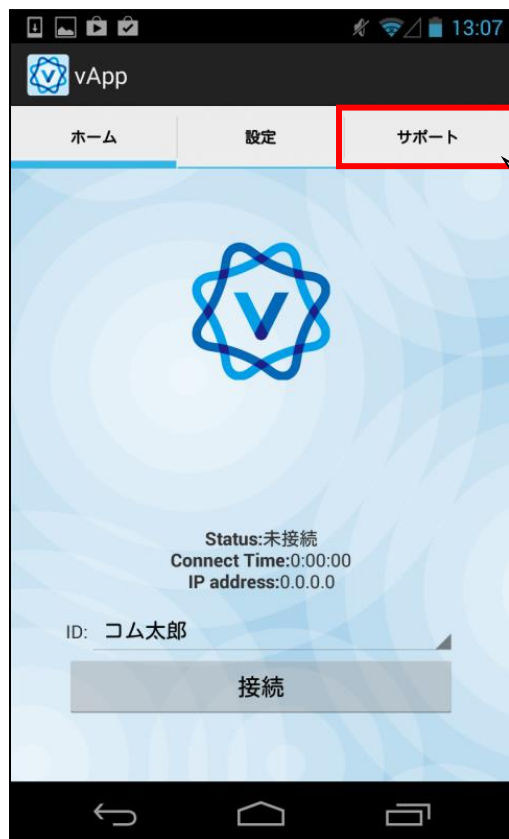 13:07
vApp
ホーム 設定 サポート
Status:未接続
Connect Time:0:00:00
IP address:0.0.0.0
ID: コム太郎
接続